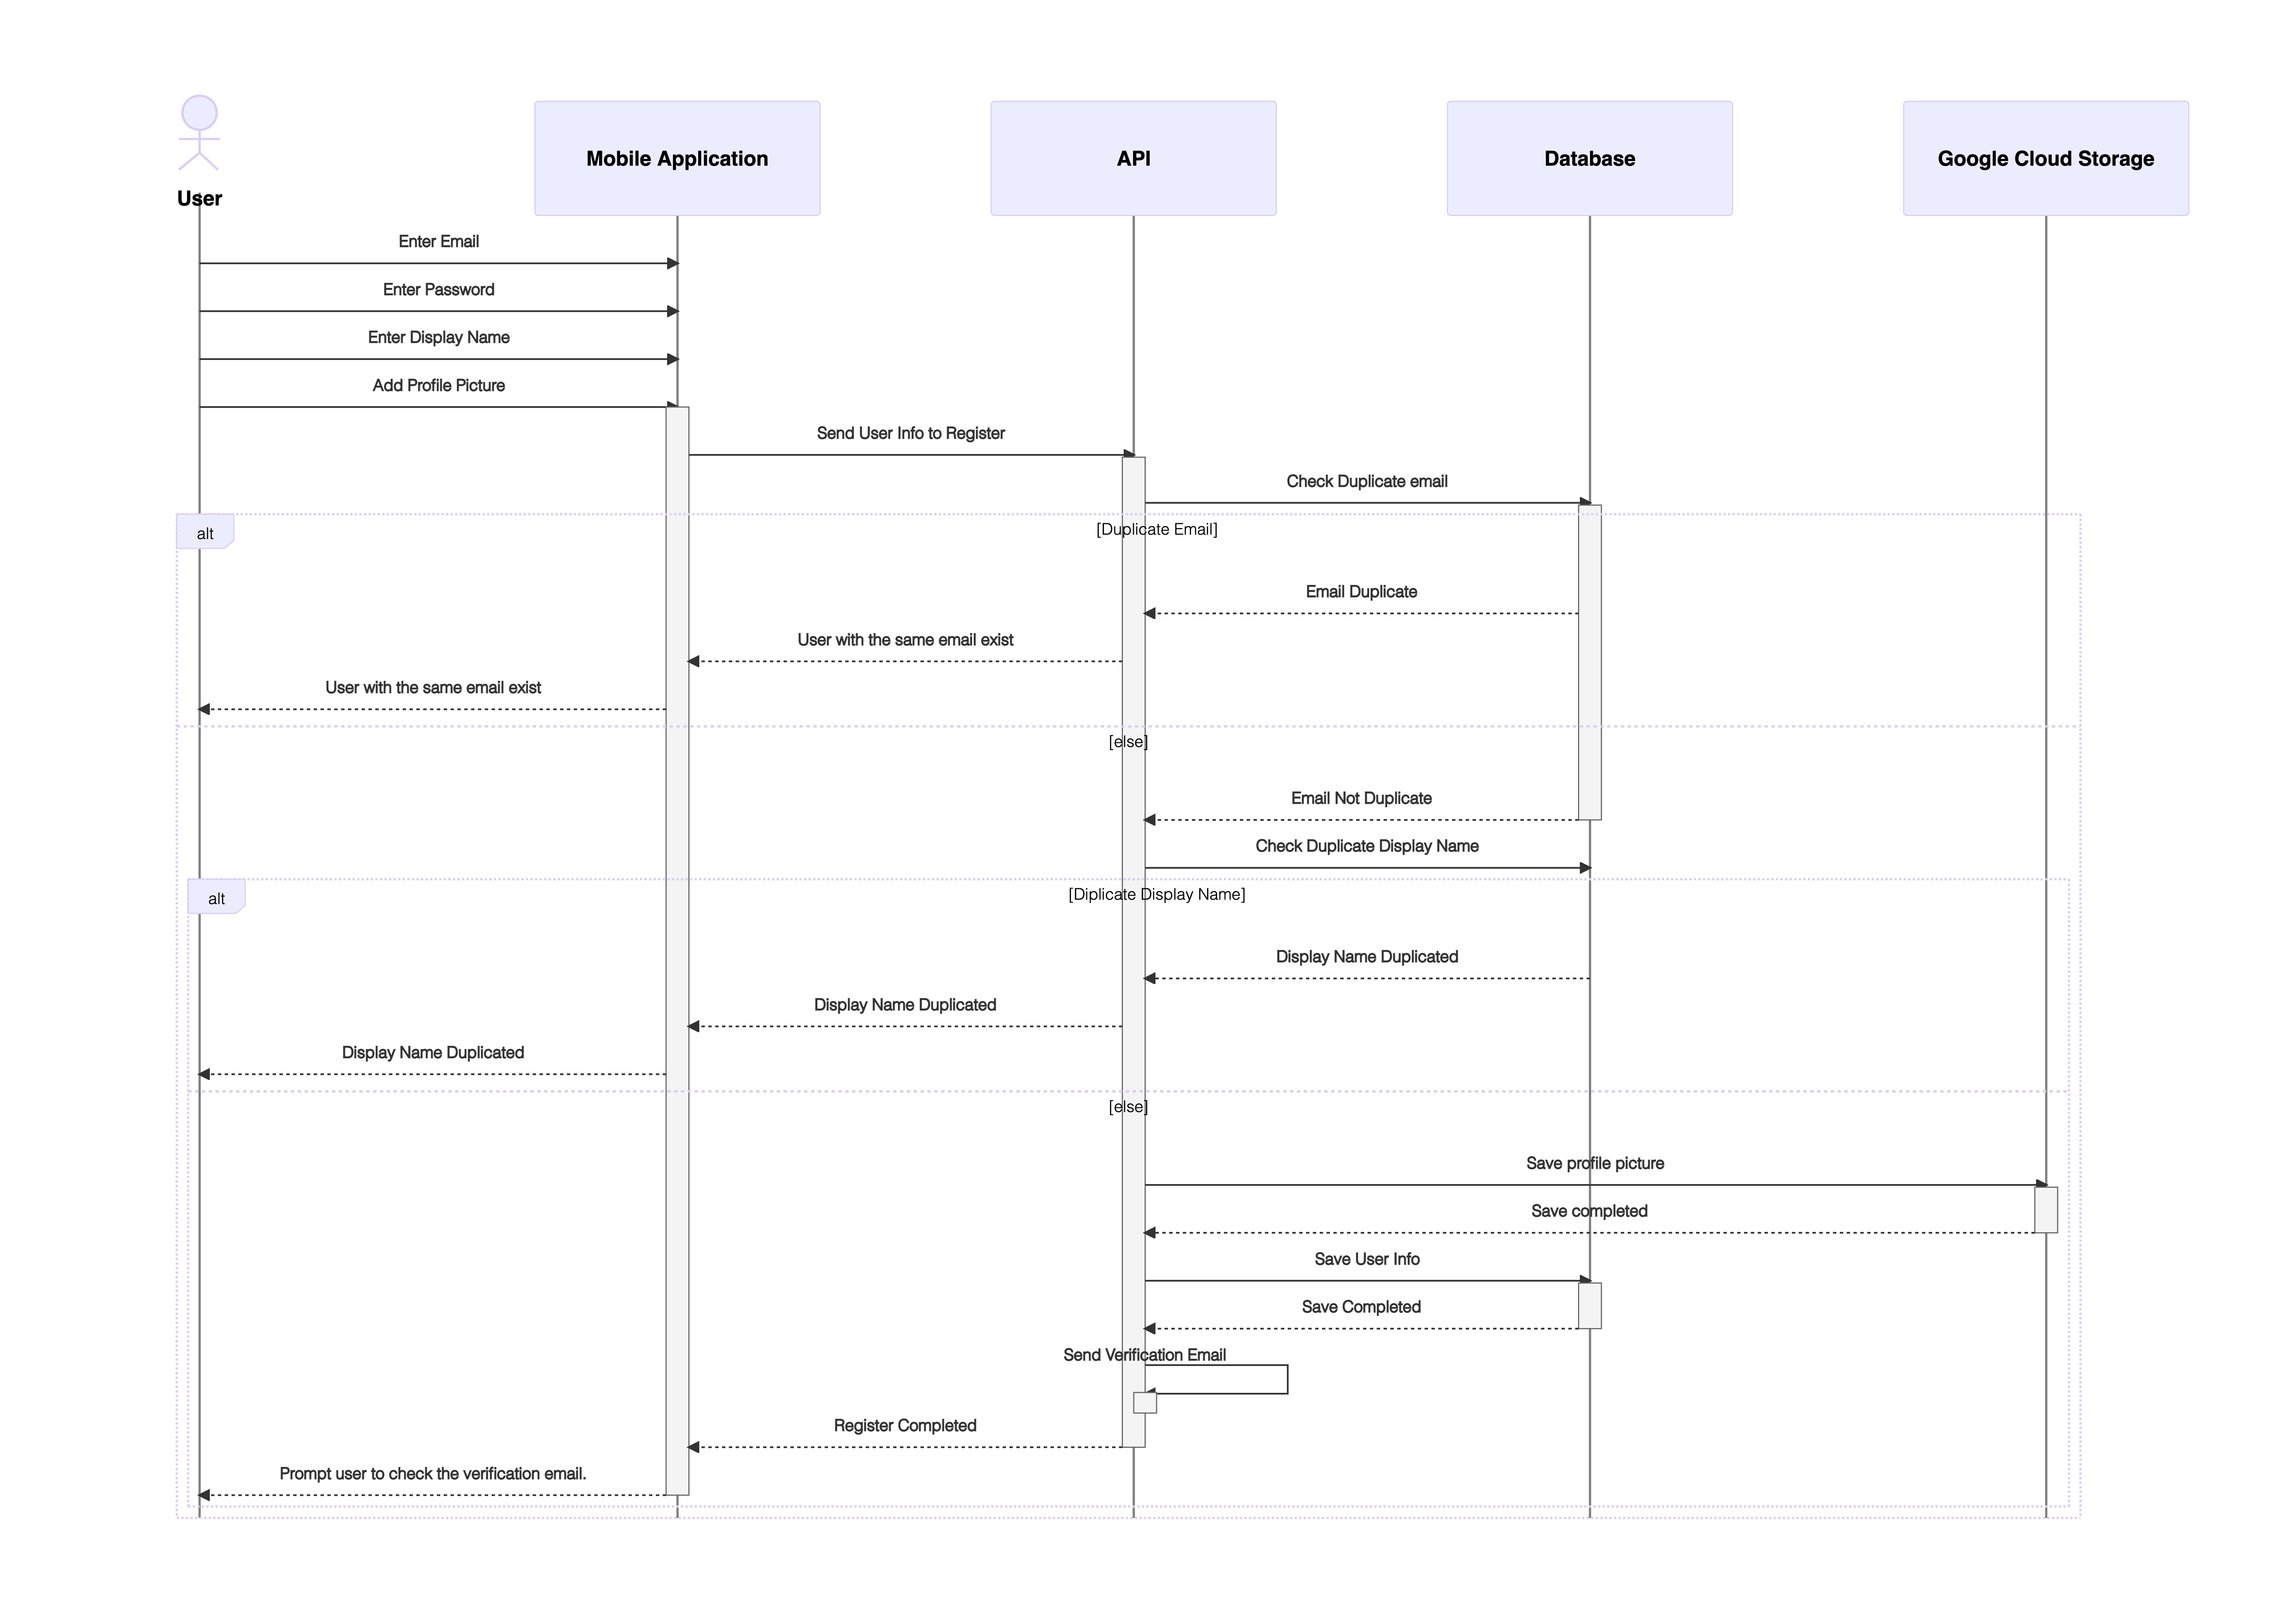 User
Mobile Application
API
Database
Google Cloud Storage
Enter Email
Enter Password
Enter Display Name
Add Profile Picture
Send User Info to Register
Check Duplicate email
alt
[Duplicate Email]
Email Duplicate
User with the same email exist
User with the same email exist
[else]
Email Not Duplicate
Check Duplicate Display Name
alt
[Diplicate Display Name]
Display Name Duplicated
Display Name Duplicated
Display Name Duplicated
[else]
Save profile picture
Save completed
Save User Info
Save Completed
Send Verification Email
Register Completed
Prompt user to check the verification email.